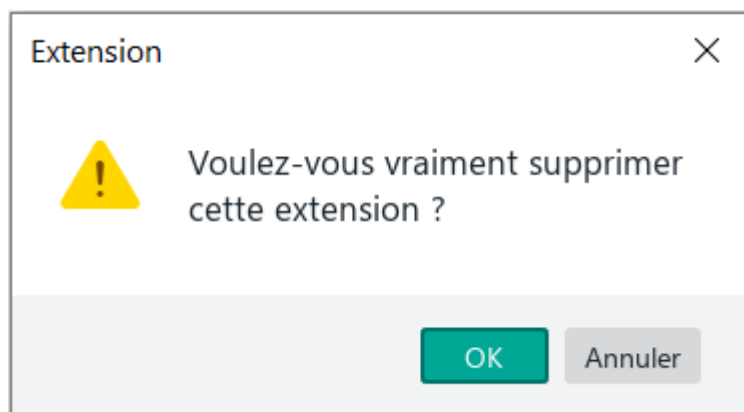 Extension
Voulez-vous vraiment supprimer
cette extension ?
OK
Annuler